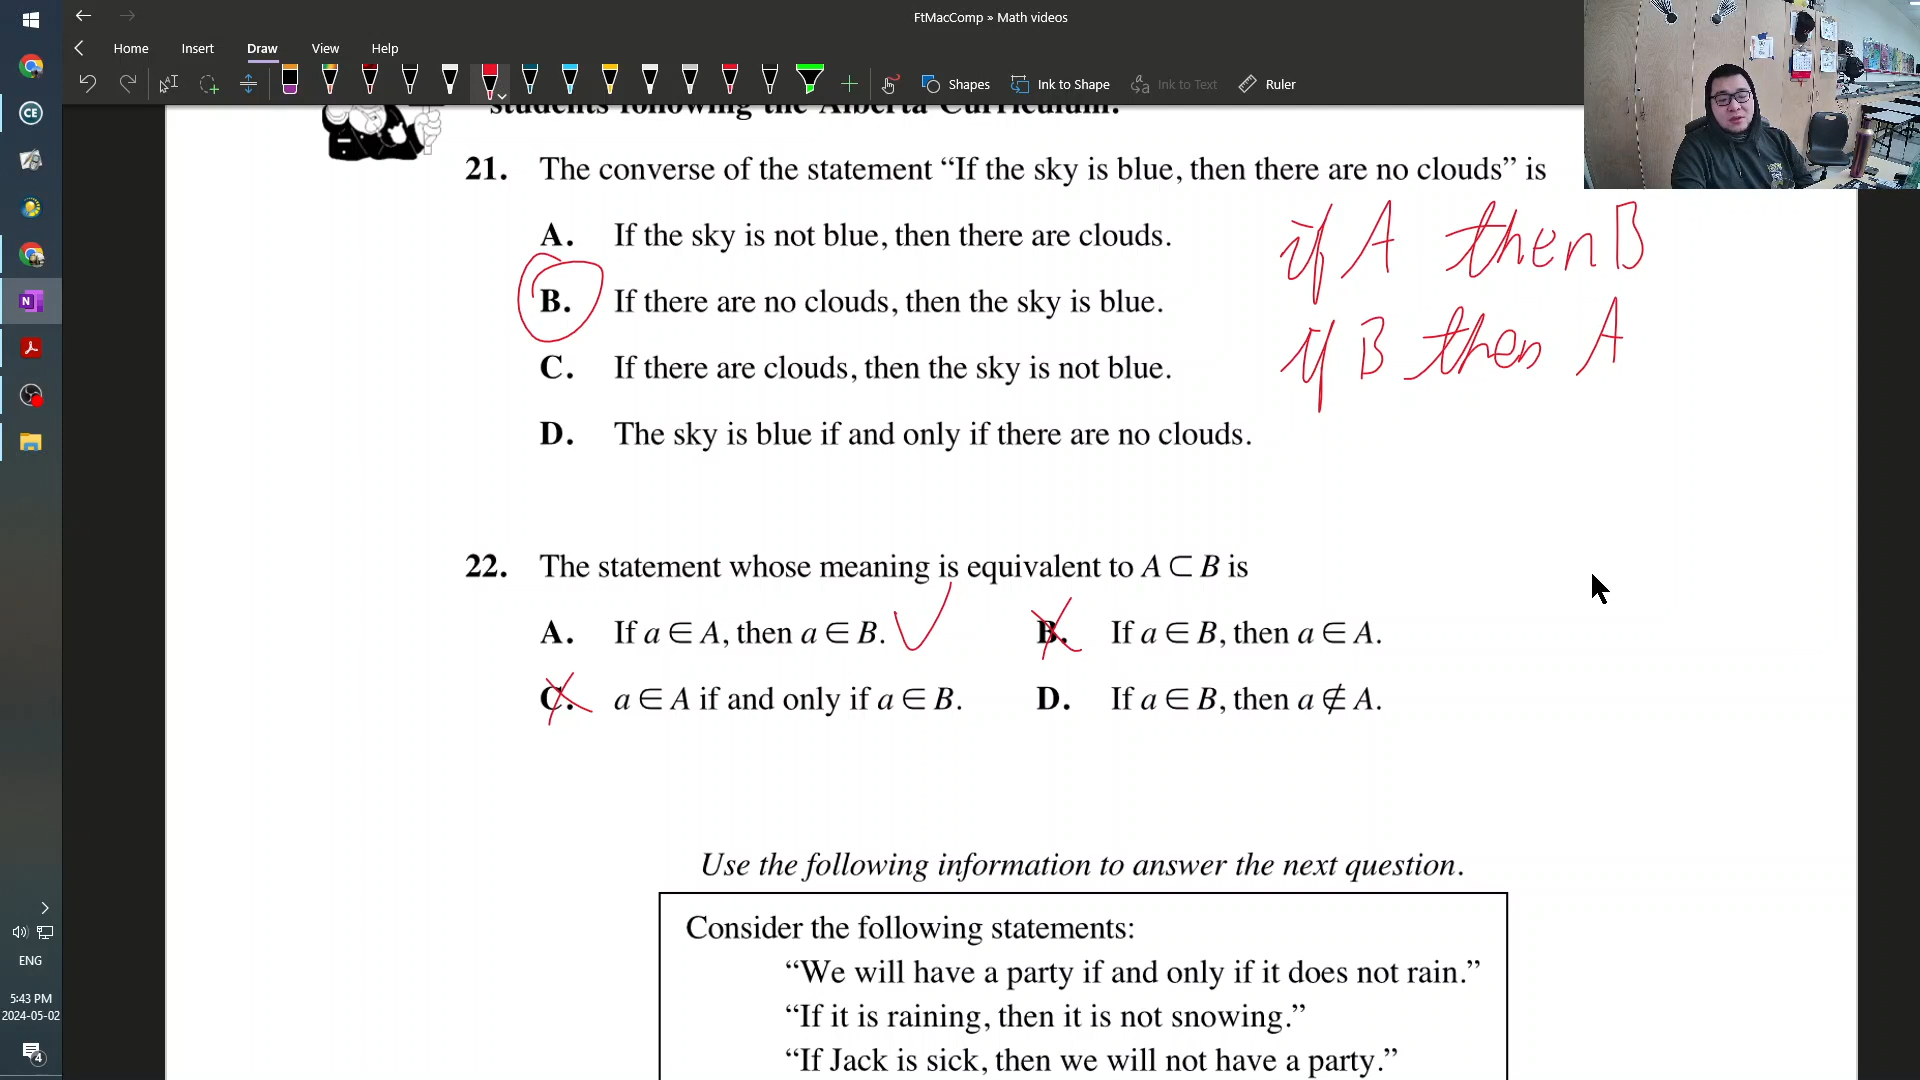 FtMacComp » Math videos
Home Insert Draw View Help
Shapes Ink to Shape Ink to Text Ruler
students following the Alberta Curriculum.
21. The converse of the statement “If the sky is blue, then there are no clouds” is
A. If the sky is not blue, then there are clouds.
if A then B
B. If there are no clouds, then the sky is blue.
if B then A
C. If there are clouds, then the sky is not blue.
D. The sky is blue if and only if there are no clouds.
22. The statement whose meaning is equivalent to A ⊂ B is
A. If a ∈ A, then a ∈ B. B. If a ∈ B, then a ∈ A.
C. a ∈ A if and only if a ∈ B. D. If a ∈ B, then a ∉ A.
Use the following information to answer the next question.
Consider the following statements:
“We will have a party if and only if it does not rain.”
“If it is raining, then it is not snowing.”
“If Jack is sick, then we will not have a party.”
CE
N
ENG
5:43 PM
2024-05-02
4